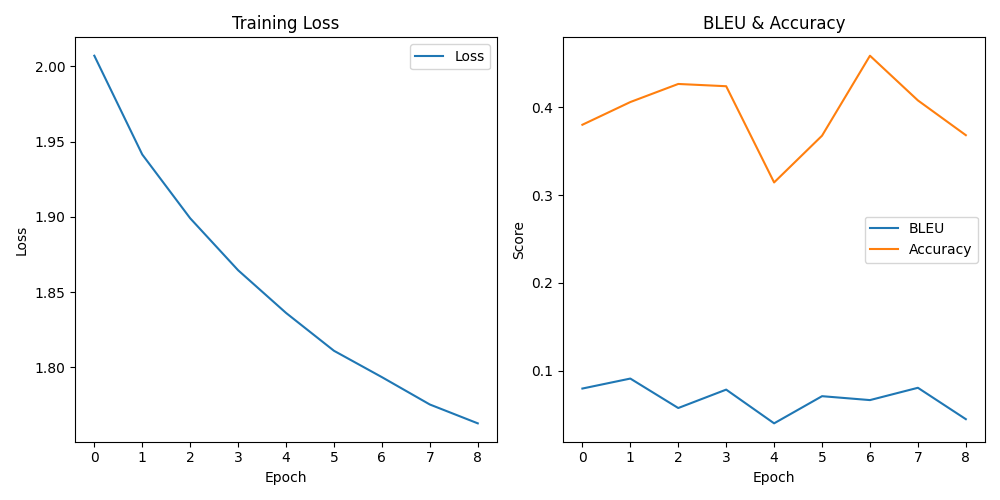 Training Loss
Loss
2.00
1.95
1.90
1.85
1.80
Loss
0 1 2 3 4 5 6 7 8
Epoch
BLEU & Accuracy
0.4
0.3
0.2
0.1
Score
BLEU
Accuracy
0 1 2 3 4 5 6 7 8
Epoch